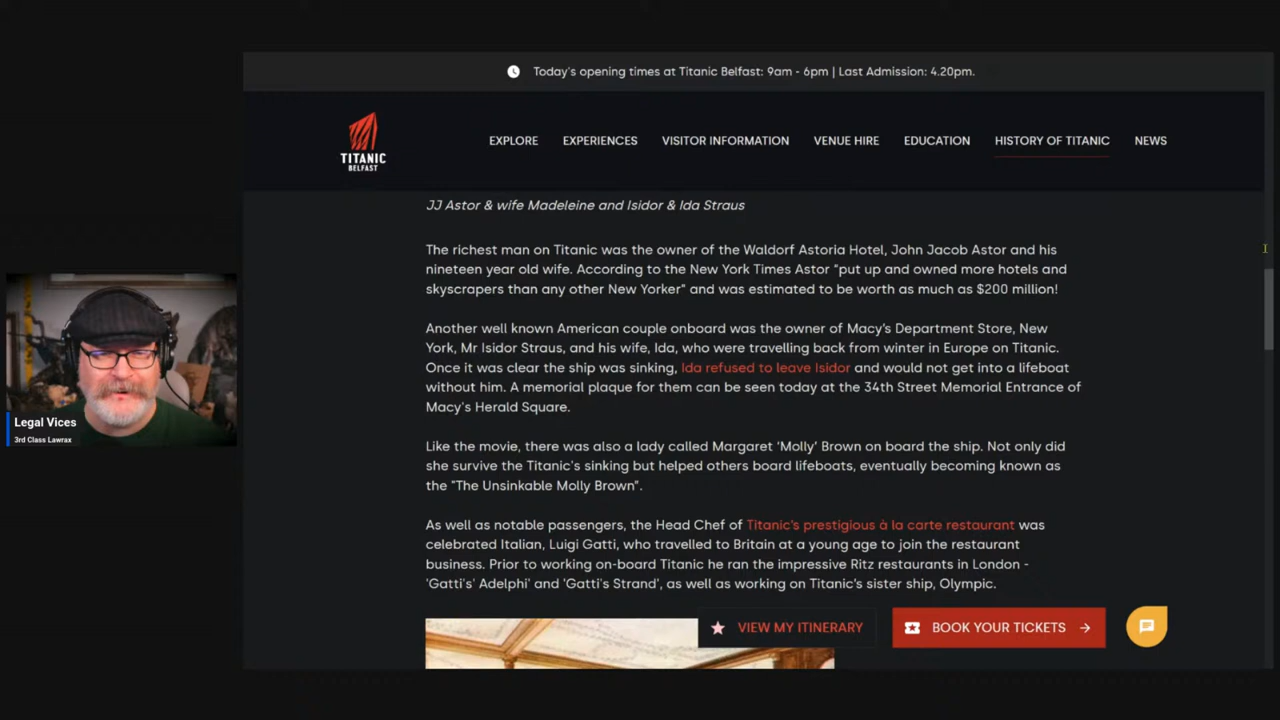 Today's opening times at Titanic Belfast: 9am - 6pm | Last Admission: 4.20pm.
TITANIC
BELFAST
EXPLORE
EXPERIENCES
VISITOR INFORMATION
VENUE HIRE
EDUCATION
HISTORY OF TITANIC
NEWS
JJ Astor & wife Madeleine and Isidor & Ida Straus
The richest man on Titanic was the owner of the Waldorf Astoria Hotel, John Jacob Astor and his
nineteen year old wife. According to the New York Times Astor "put up and owned more hotels and
skyscrapers than any other New Yorker" and was estimated to be worth as much as $200 million!
Another well known American couple onboard was the owner of Macy's Department Store, New
York, Mr Isidor Straus, and his wife, Ida, who were travelling back from winter in Europe on Titanic.
Once it was clear the ship was sinking, Ida refused to leave Isidor and would not get into a lifeboat
without him. A memorial plaque for them can be seen today at the 34th Street Memorial Entrance of
Macy's Herald Square.
Like the movie, there was also a lady called Margaret 'Molly' Brown on board the ship. Not only did
she survive the Titanic's sinking but helped others board lifeboats, eventually becoming known as
the "The Unsinkable Molly Brown".
As well as notable passengers, the Head Chef of Titanic's prestigious à la carte restaurant was
celebrated Italian, Luigi Gatti, who travelled to Britain at a young age to join the restaurant
business. Prior to working on-board Titanic he ran the impressive Ritz restaurants in London -
'Gatti's' Adelphi' and 'Gatti's Strand', as well as working on Titanic's sister ship, Olympic.
VIEW MY ITINERARY
BOOK YOUR TICKETS
Legal Vices
3rd Class Lawrax